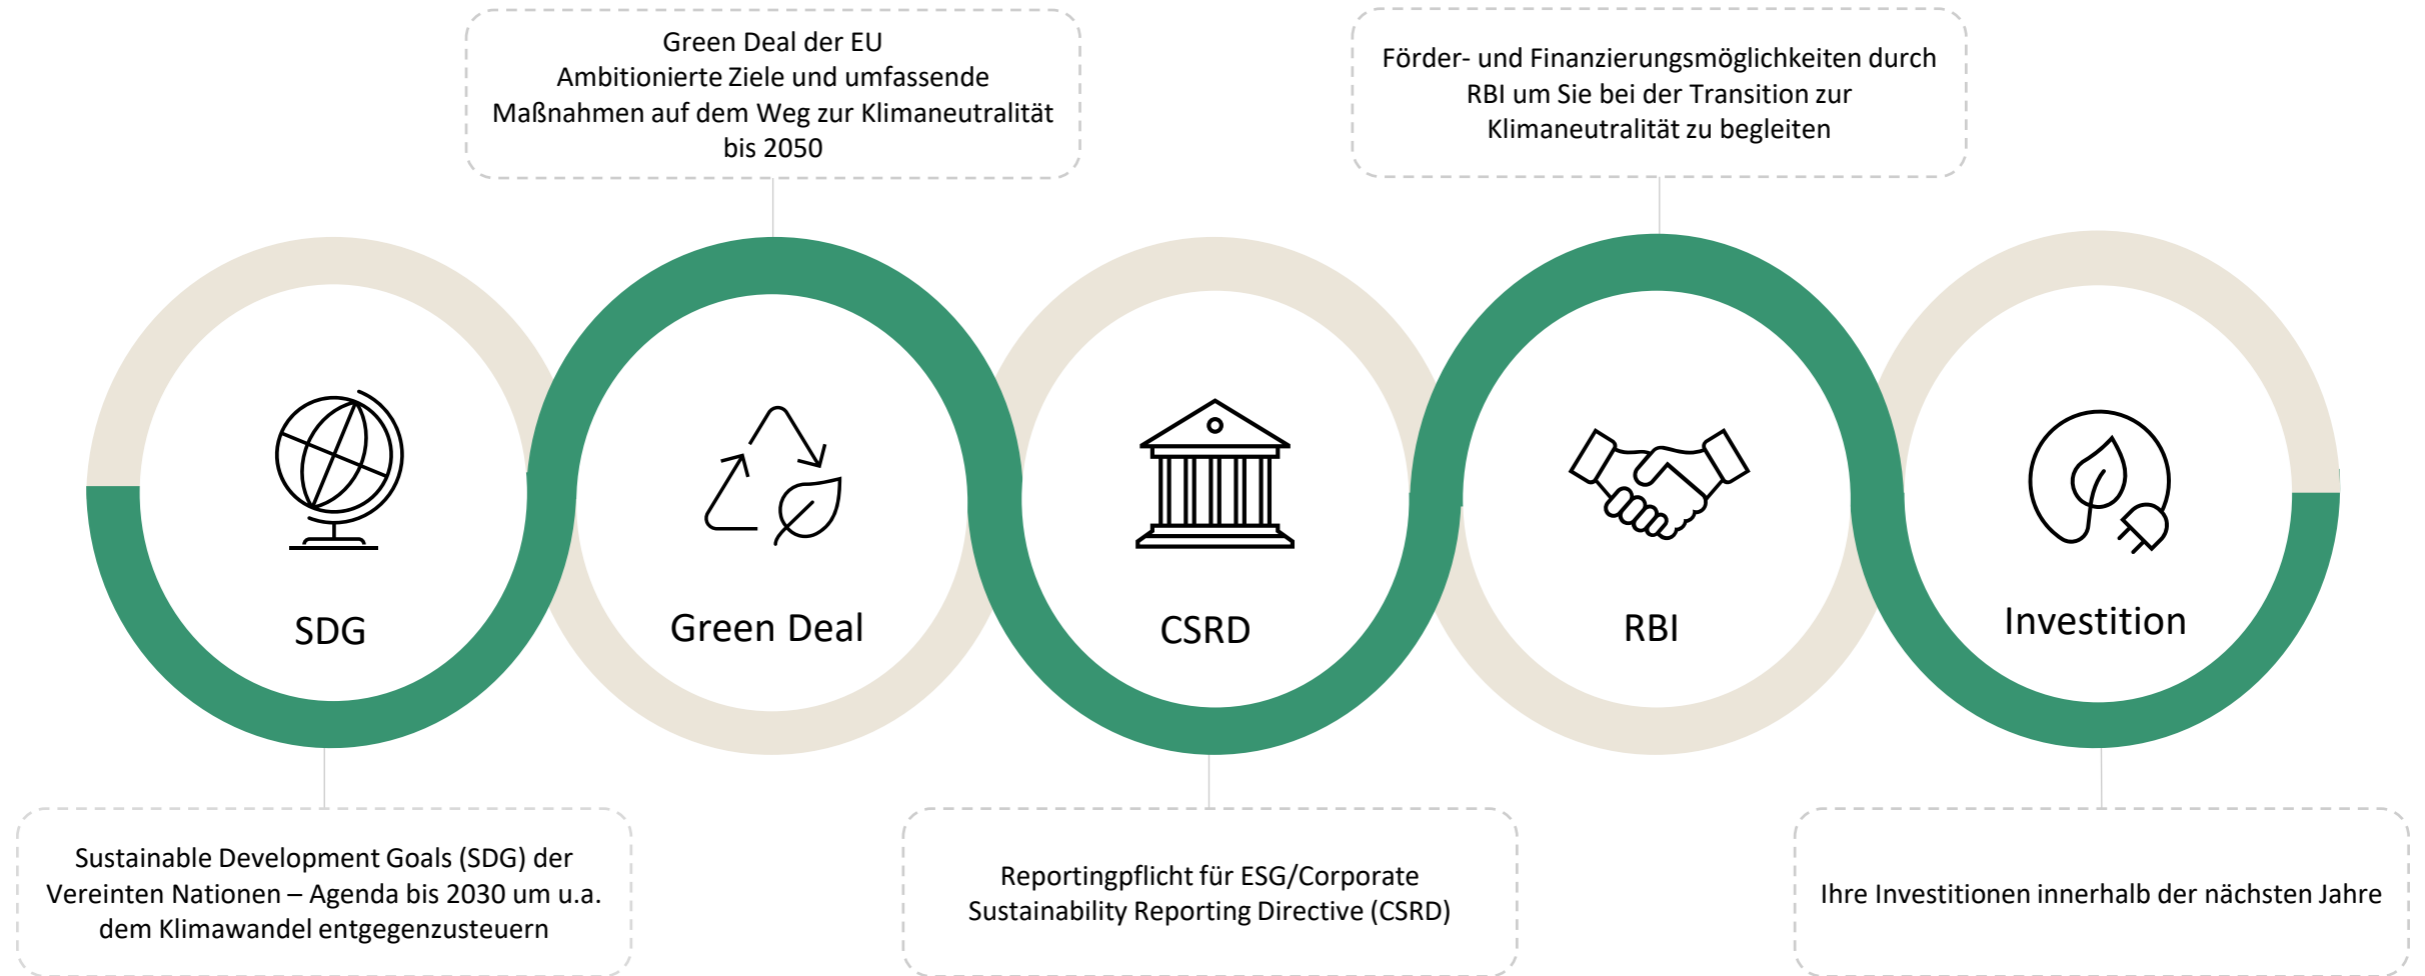 Green Deal der EU
Ambitionierte Ziele und umfassende
Maßnahmen auf dem Weg zur Klimaneutralität
bis 2050
Förder- und Finanzierungsmöglichkeiten durch
RBI um Sie bei der Transition zur
Klimaneutralität zu begleiten
SDG
Green Deal
CSRD
RBI
Investition
Sustainable Development Goals (SDG) der
Vereinten Nationen – Agenda bis 2030 um u.a.
dem Klimawandel entgegenzusteuern
Reportingpflicht für ESG/Corporate
Sustainability Reporting Directive (CSRD)
Ihre Investitionen innerhalb der nächsten Jahre